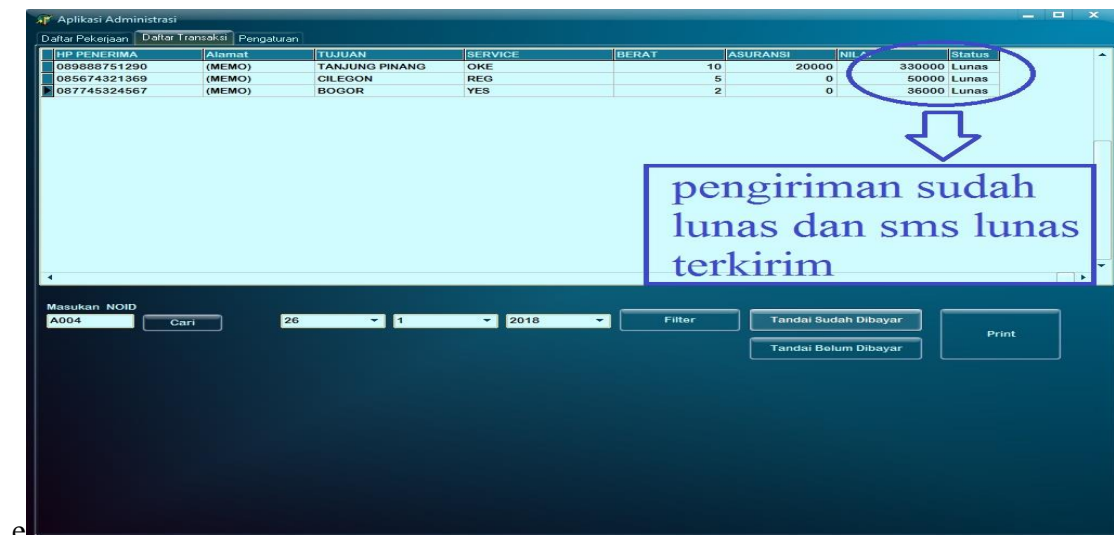 Aplikasi Administrasi
Daftar Pekerjaan Daftar Transaksi Pengaturan
HP PENERIMA Alamat TUJUAN SERVICE BERAT ASURANSI Status
089888751290 (MEMO) TANJUNG PINANG OKE 10 20000 330000 Lunas
085674321369 (MEMO) CILEGON REG 5 0 50000 Lunas
087745324567 (MEMO) BOGOR YES 2 0 36000 Lunas
pengiriman sudah
lunas dan sms lunas
terkirim
Masukan NOID
A004 Cari 26 1 2018 Filter Tandai Sudah Dibayar
Print
Tandai Belum Dibayar
e